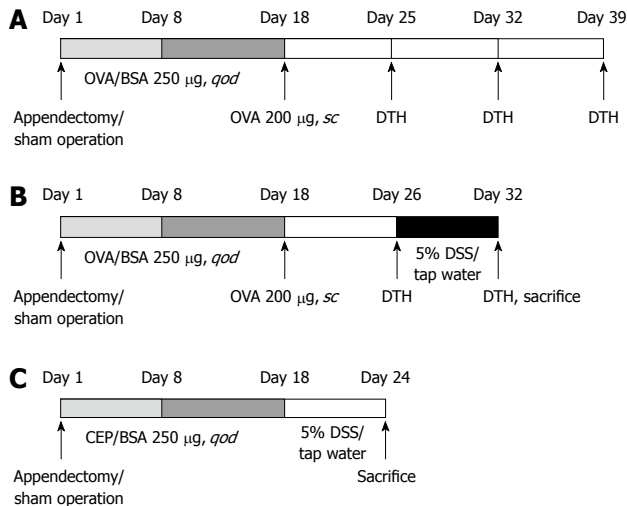 A
Day 1 Day 8 Day 18 Day 25 Day 32 Day 39
OVA/BSA 250 μg, qod
Appendectomy/ OVA 200 μg, sc DTH DTH DTH
sham operation
B
Day 1 Day 8 Day 18 Day 26 Day 32
OVA/BSA 250 μg, qod 5% DSS/
tap water
Appendectomy/ OVA 200 μg, sc DTH DTH, sacrifice
sham operation
C
Day 1 Day 8 Day 18 Day 24
CEP/BSA 250 μg, qod 5% DSS/
tap water
Appendectomy/ Sacrifice
sham operation